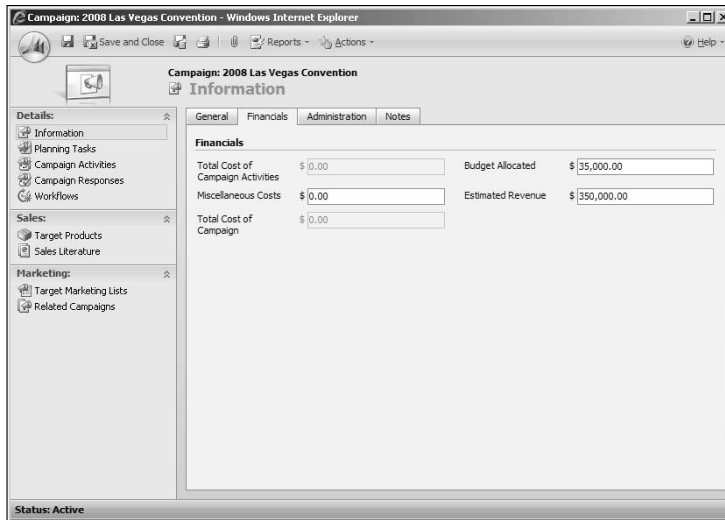 Campaign: 2008 Las Vegas Convention - Windows Internet Explorer
Save and Close Reports Actions Help
Campaign: 2008 Las Vegas Convention
Information
Details:
Information
Planning Tasks
Campaign Activities
Campaign Responses
Workflows
Sales:
Target Products
Sales Literature
Marketing:
Target Marketing Lists
Related Campaigns
General Financials Administration Notes
Financials
Total Cost of Campaign Activities $ 0.00 Budget Allocated $ 35,000.00
Miscellaneous Costs $ 0.00 Estimated Revenue $ 350,000.00
Total Cost of Campaign $ 0.00
Status: Active